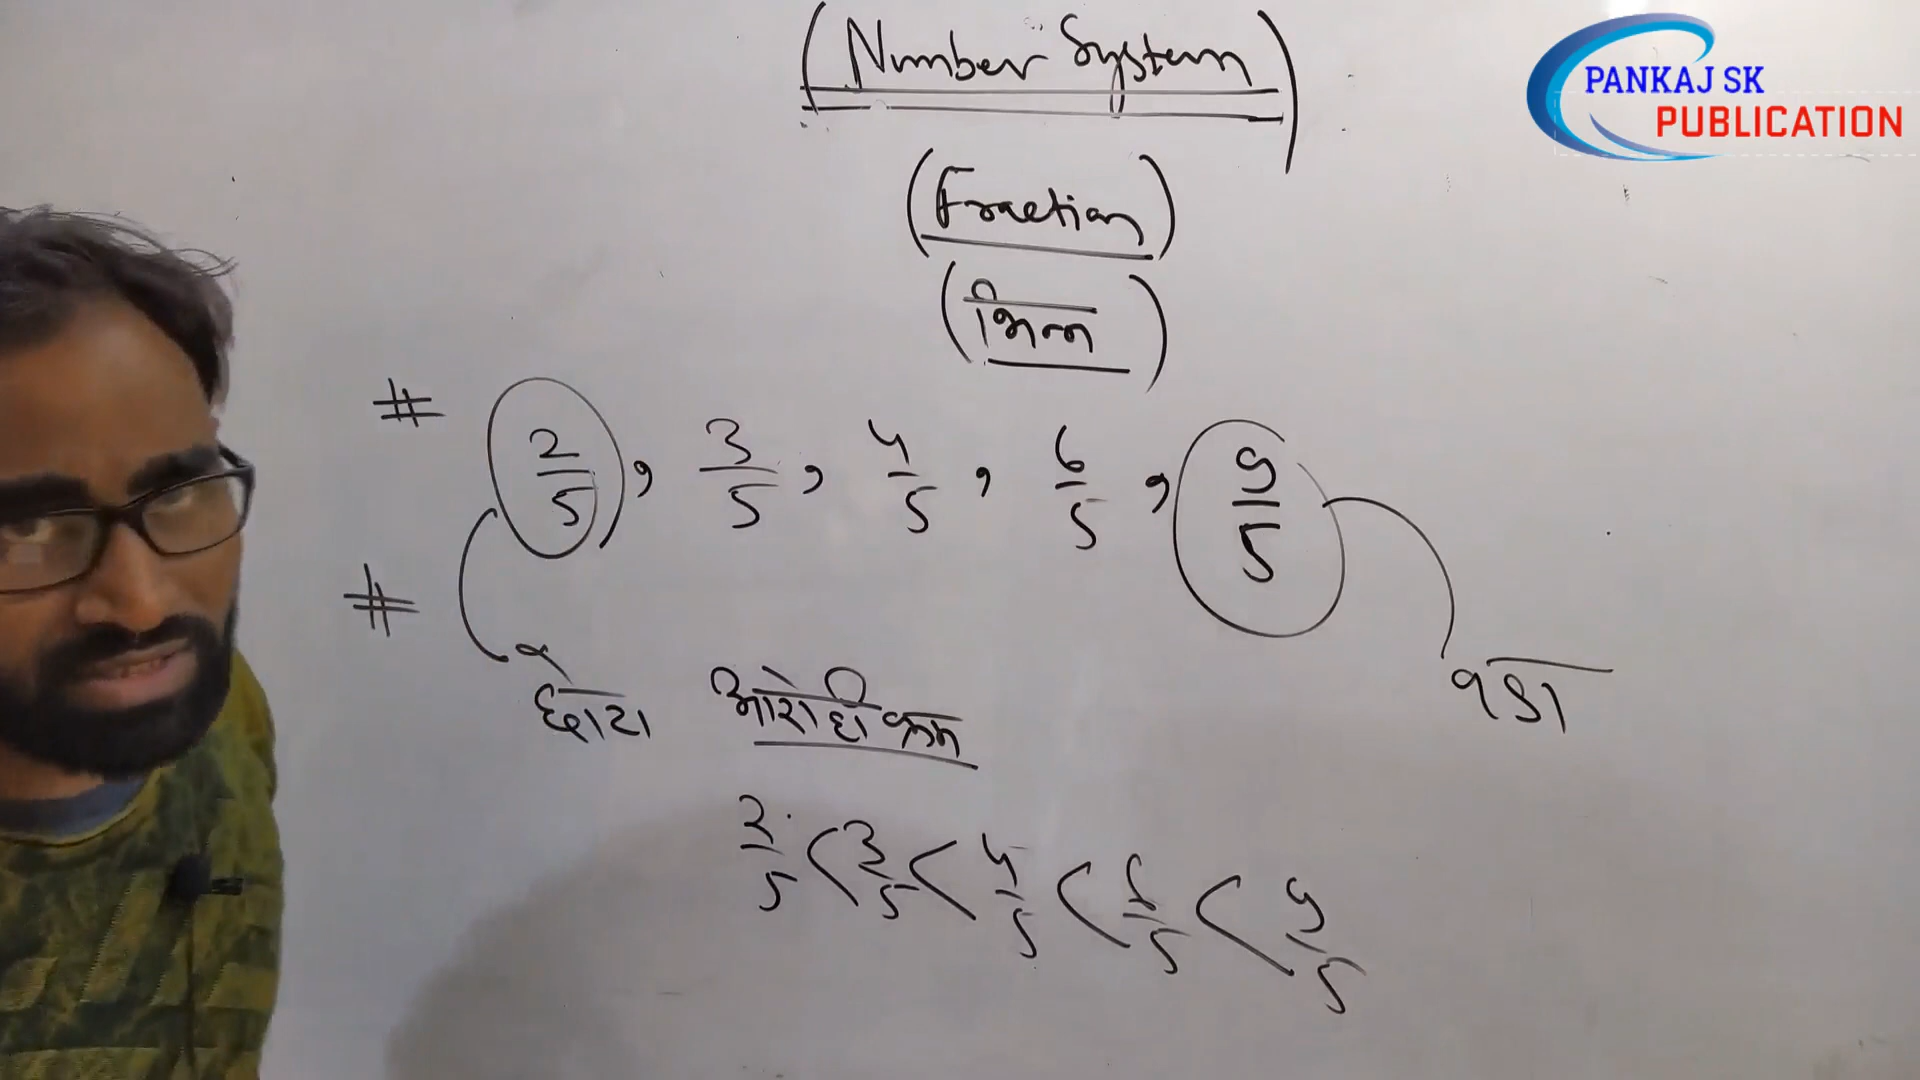 (Number System)
PANKAJ SK
PUBLICATION
(Fraction)
(भिन्न)
# 2/5, 3/5, 4/5, 6/5, 9/5
#
छोटा आरोही क्रम बड़ा
2/5 < 3/5 < 4/5 < 6/5 < 9/5